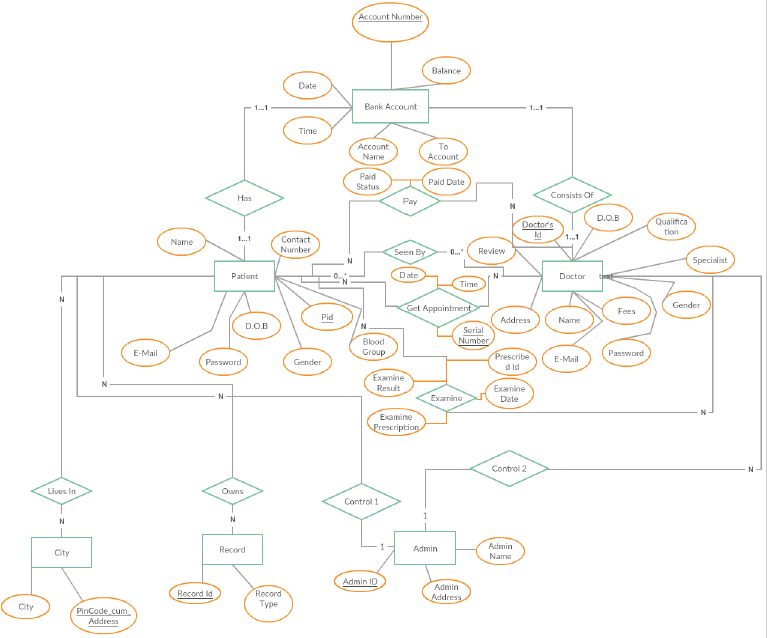 Account Number
Balance
Date
Bank Account
1...1
1...1
Time
Account
Name
To
Account
Paid
Status
Paid Date
Pay
Has
Consists Of
N
Doctor's
Id
D.O.B
Qualifica
tion
1...1
1...1
Name
Contact
Number
Seen By
0...*
Review
Specialist
N
Patient
0...*
N
Date
Time
N
Doctor
text
Pid
Get Appointment
Address
Name
Fees
Gender
N
D.O.B
N
Serial
Number
E-Mail
Password
Gender
Blood
Group
Prescribe
d Id
E-Mail
Password
N
Examine
Result
Examine
Examine
Date
N
Examine
Prescription
N
Control 2
N
Lives In
Owns
Control 1
1
N
N
City
Record
1
Admin
Admin
Name
Admin ID
Admin
Address
City
PinCode_cum_
Address
Record Id
Record
Type